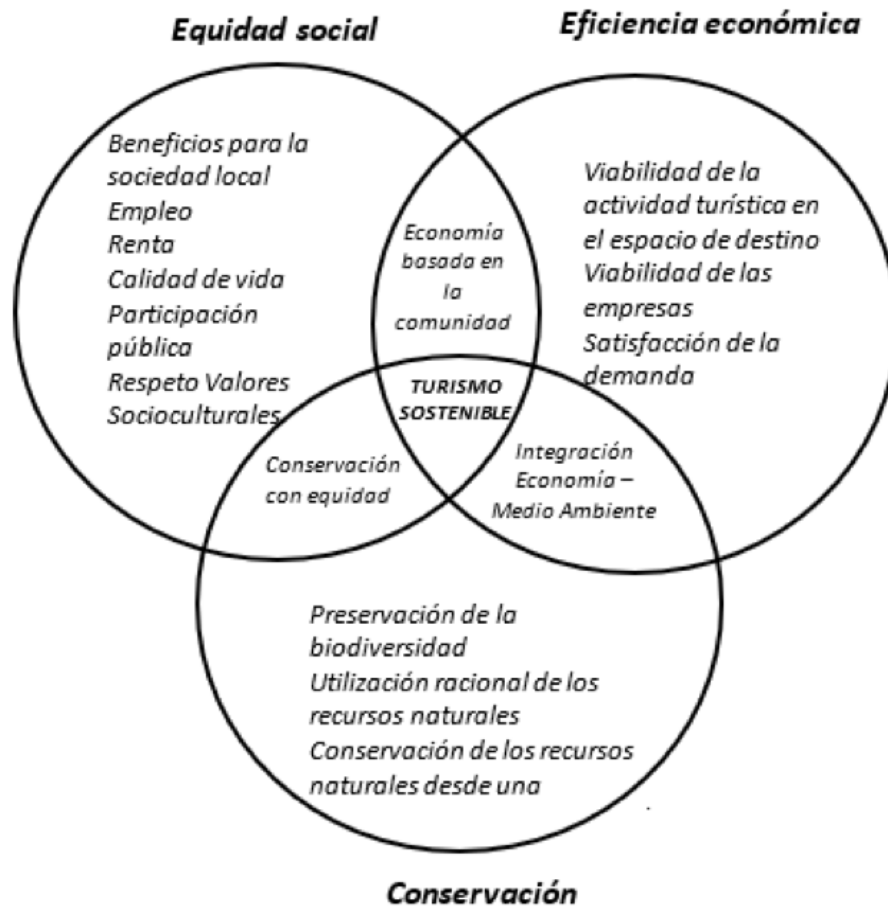 Equidad social
Eficiencia económica
Beneficios para la
sociedad local
Empleo
Renta
Calidad de vida
Participación
pública
Respeto Valores
Socioculturales
Economía
basada en
la
comunidad
Viabilidad de la
actividad turística en
el espacio de destino
Viabilidad de las
empresas
Satisfacción de la
demanda
TURISMO
SOSTENIBLE
Conservación
con equidad
Integración
Economía –
Medio Ambiente
Preservación de la
biodiversidad
Utilización racional de los
recursos naturales
Conservación de los recursos
naturales desde una
Conservación